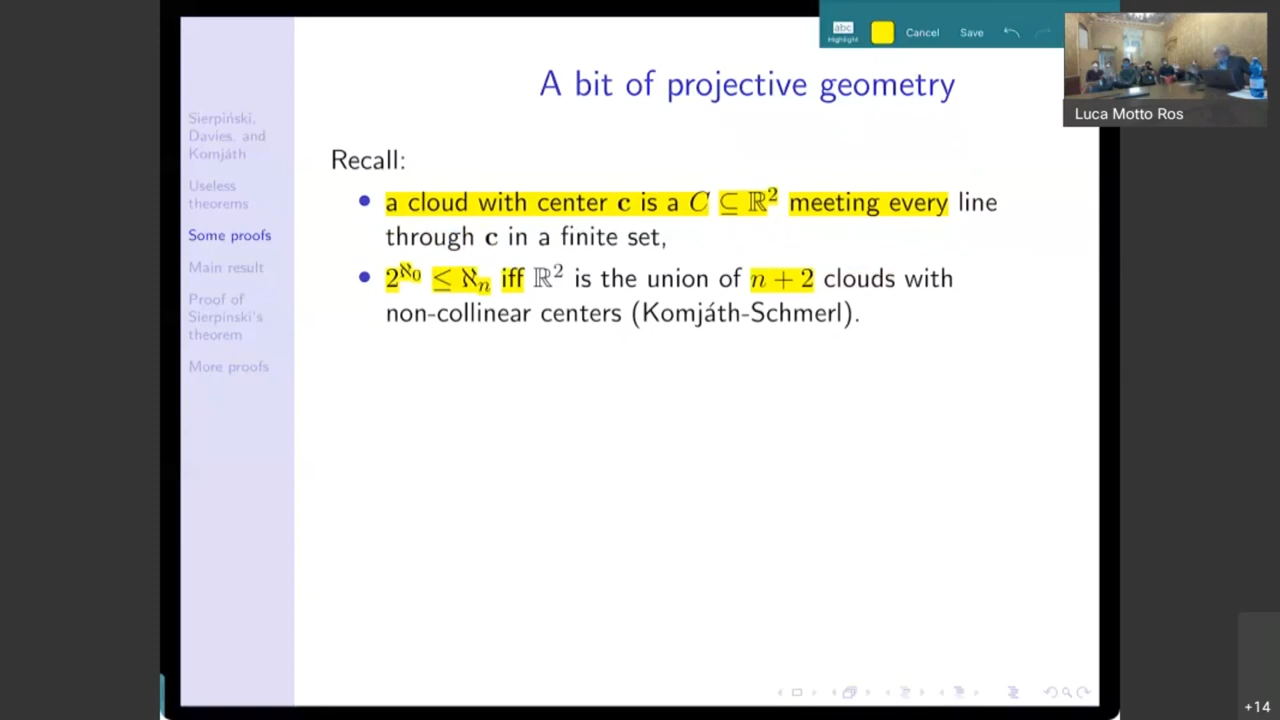 abc
Highlight
Cancel
Save
Luca Motto Ros
A bit of projective geometry
Sierpiński,
Davies, and
Komjáth
Useless
theorems
Some proofs
Main result
Proof of
Sierpinski's
theorem
More proofs
Recall:
• a cloud with center c is a C ⊆ ℝ² meeting every line
through c in a finite set,
• 2^ℵ₀ ≤ ℵₙ iff ℝ² is the union of n + 2 clouds with
non-collinear centers (Komjáth-Schmerl).
+14